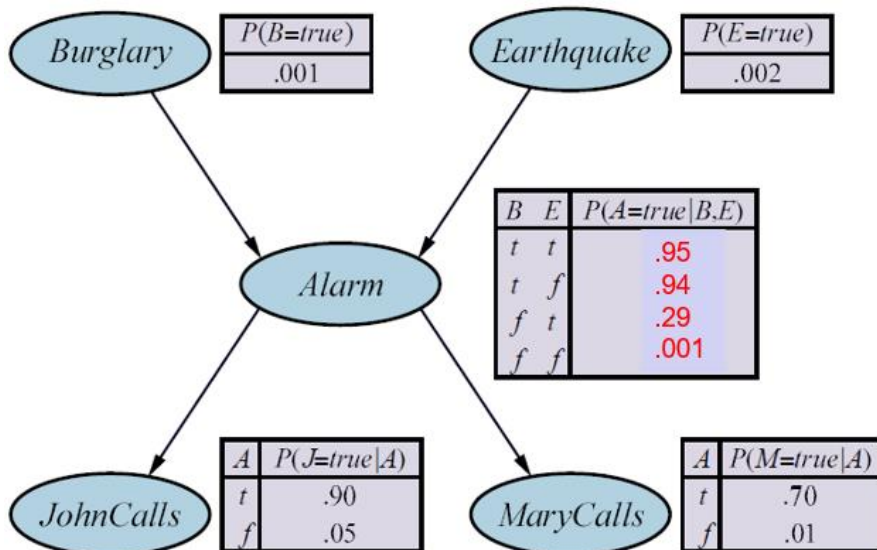 Burglary
P(B=true)
.001
Earthquake
P(E=true)
.002
B E P(A=true|B,E)
t t .95
t f .94
f t .29
f f .001
Alarm
JohnCalls
A P(J=true|A)
t .90
f .05
MaryCalls
A P(M=true|A)
t .70
f .01